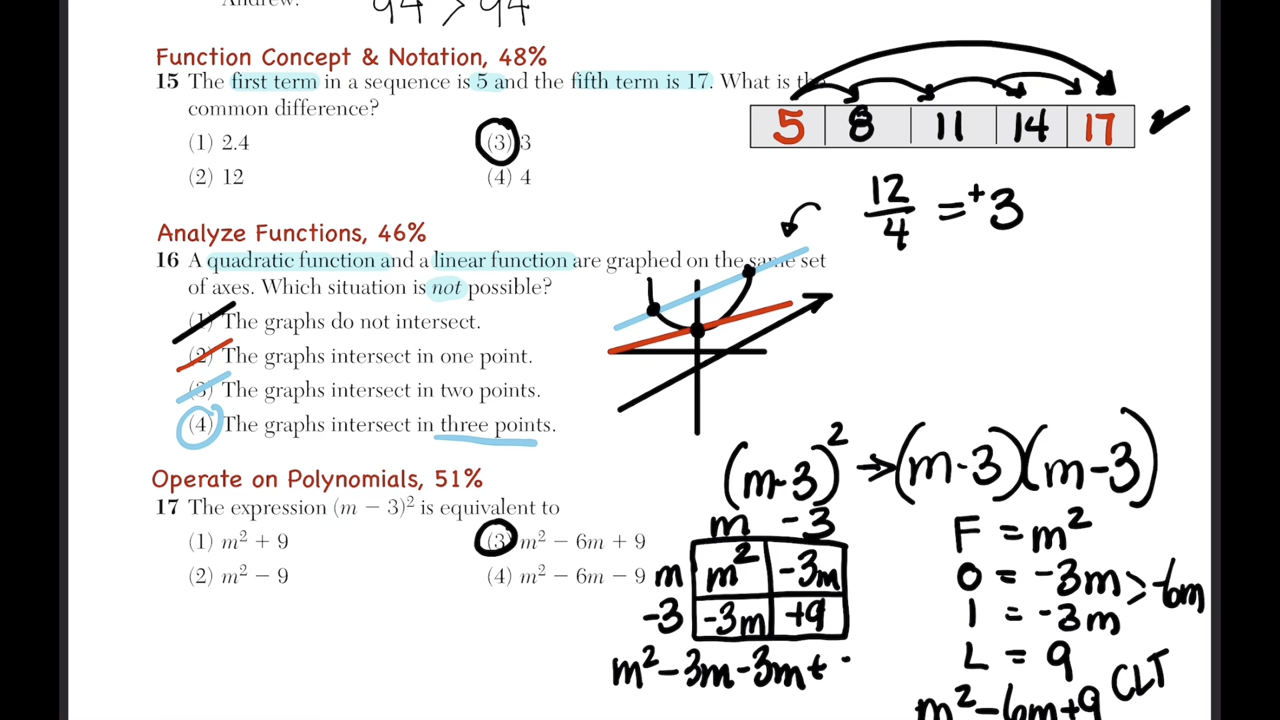 Andrew.
94 > 94
Function Concept & Notation, 48%
15 The first term in a sequence is 5 and the fifth term is 17. What is the
common difference?
(1) 2.4
(3) 3
(2) 12
(4) 4
5 8 11 14 17
12/4 = +3
Analyze Functions, 46%
16 A quadratic function and a linear function are graphed on the same set
of axes. Which situation is not possible?
(1) The graphs do not intersect.
(2) The graphs intersect in one point.
(3) The graphs intersect in two points.
(4) The graphs intersect in three points.
Operate on Polynomials, 51%
17 The expression (m − 3)² is equivalent to
(1) m² + 9
(3) m² − 6m + 9
(2) m² − 9
(4) m² − 6m − 9
(m-3)² → (m-3)(m-3)
m -3
m m² -3m
-3 -3m +9
m² - 3m - 3m +
F = m²
O = -3m > -6m
I = -3m
L = 9
CLT
m² - 6m + 9